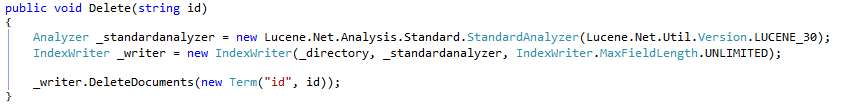 public void Delete(string id)
{
Analyzer _standardanalyzer = new Lucene.Net.Analysis.Standard.StandardAnalyzer(Lucene.Net.Util.Version.LUCENE_30);
IndexWriter _writer = new IndexWriter(_directory, _standardanalyzer, IndexWriter.MaxFieldLength.UNLIMITED);
_writer.DeleteDocuments(new Term("id", id));
}